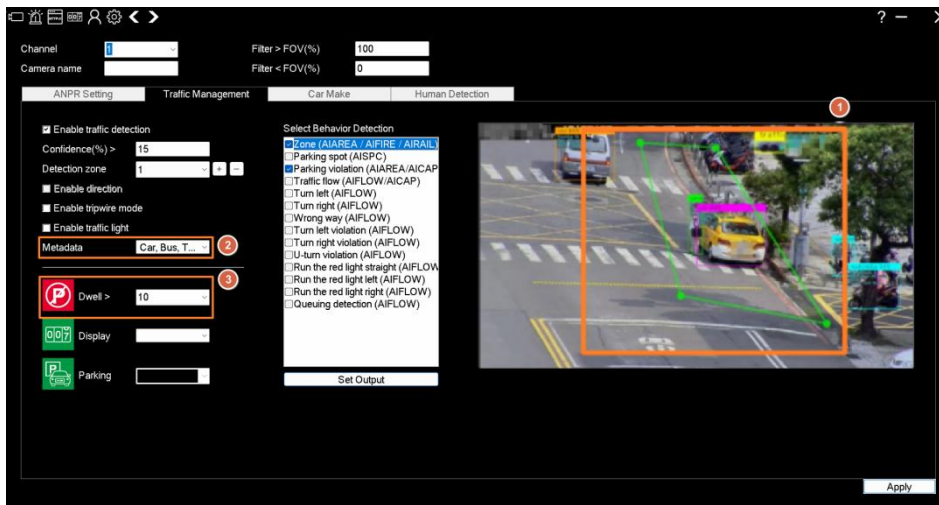 ?
Channel 1 Filter > FOV(%) 100
Camera name Filter < FOV(%) 0
ANPR Setting Traffic Management Car Make Human Detection
1
Enable traffic detection
Confidence(%) > 15
Detection zone 1 + -
Enable direction
Enable tripwire mode
Enable traffic light
Metadata Car, Bus, T... 2
3
Dwell > 10
007 Display
P Parking
Select Behavior Detection
Zone (AIAREA / AIFIRE / AIRAIL)
Parking spot (AISPC)
Parking violation (AIAREA/AICAP
Traffic flow (AIFLOW/AICAP)
Turn left (AIFLOW)
Turn right (AIFLOW)
Wrong way (AIFLOW)
Turn left violation (AIFLOW)
Turn right violation (AIFLOW)
U-turn violation (AIFLOW)
Run the red light straight (AIFLOW
Run the red light left (AIFLOW)
Run the red light right (AIFLOW)
Queuing detection (AIFLOW)
Set Output
Apply